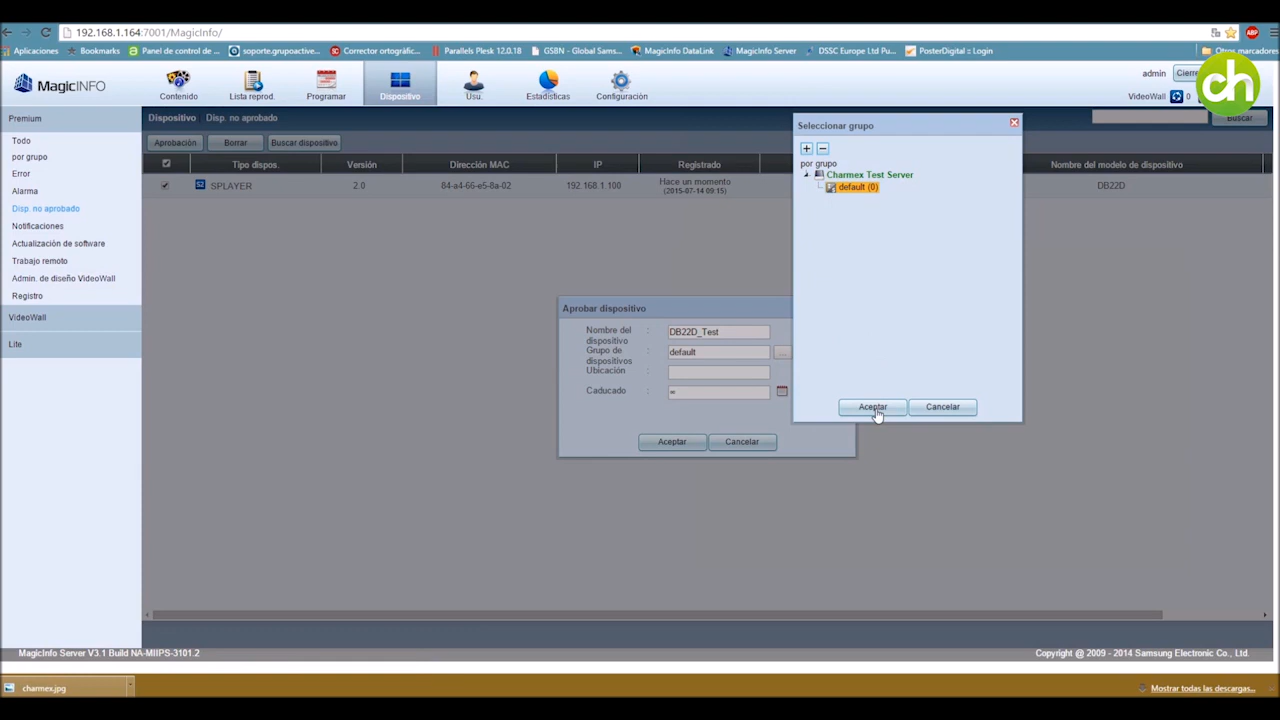 192.168.1.164:7001/MagicInfo/
Aplicaciones Bookmarks Panel de control de ... soporte.grupoactive... Corrector ortográfic... Parallels Plesk 12.0.18 GSBN - Global Sams... MagicInfo DataLink MagicInfo Server DSSC Europe Ltd Pu... PosterDigital :: Login Otros marcadores
ABP
MagicINFO
Contenido
Lista reprod.
Programar
Dispositivo
Usu.
Estadísticas
Configuración
admin
Cierre
VideoWall 0
ch
Premium
Todo
por grupo
Error
Alarma
Disp. no aprobado
Notificaciones
Actualización de software
Trabajo remoto
Admin. de diseño VideoWall
Registro
VideoWall
Lite
Dispositivo Disp. no aprobado
Buscar
Aprobación Borrar Buscar dispositivo
Tipo dispos. Versión Dirección MAC IP Registrado Nombre del modelo de dispositivo
SPLAYER 2.0 84-a4-66-e5-8a-02 192.168.1.100 Hace un momento
(2015-07-14 09:15)
DB22D
Seleccionar grupo
por grupo
Charmex Test Server
default (0)
Aceptar Cancelar
Aprobar dispositivo
Nombre del
dispositivo : DB22D_Test
Grupo de
dispositivos : default ...
Ubicación :
Caducado : ∞
Aceptar Cancelar
MagicInfo Server V3.1 Build NA-MIIPS-3101.2
Copyright @ 2009 - 2014 Samsung Electronic Co., Ltd.
charmex.jpg
Mostrar todas las descargas...